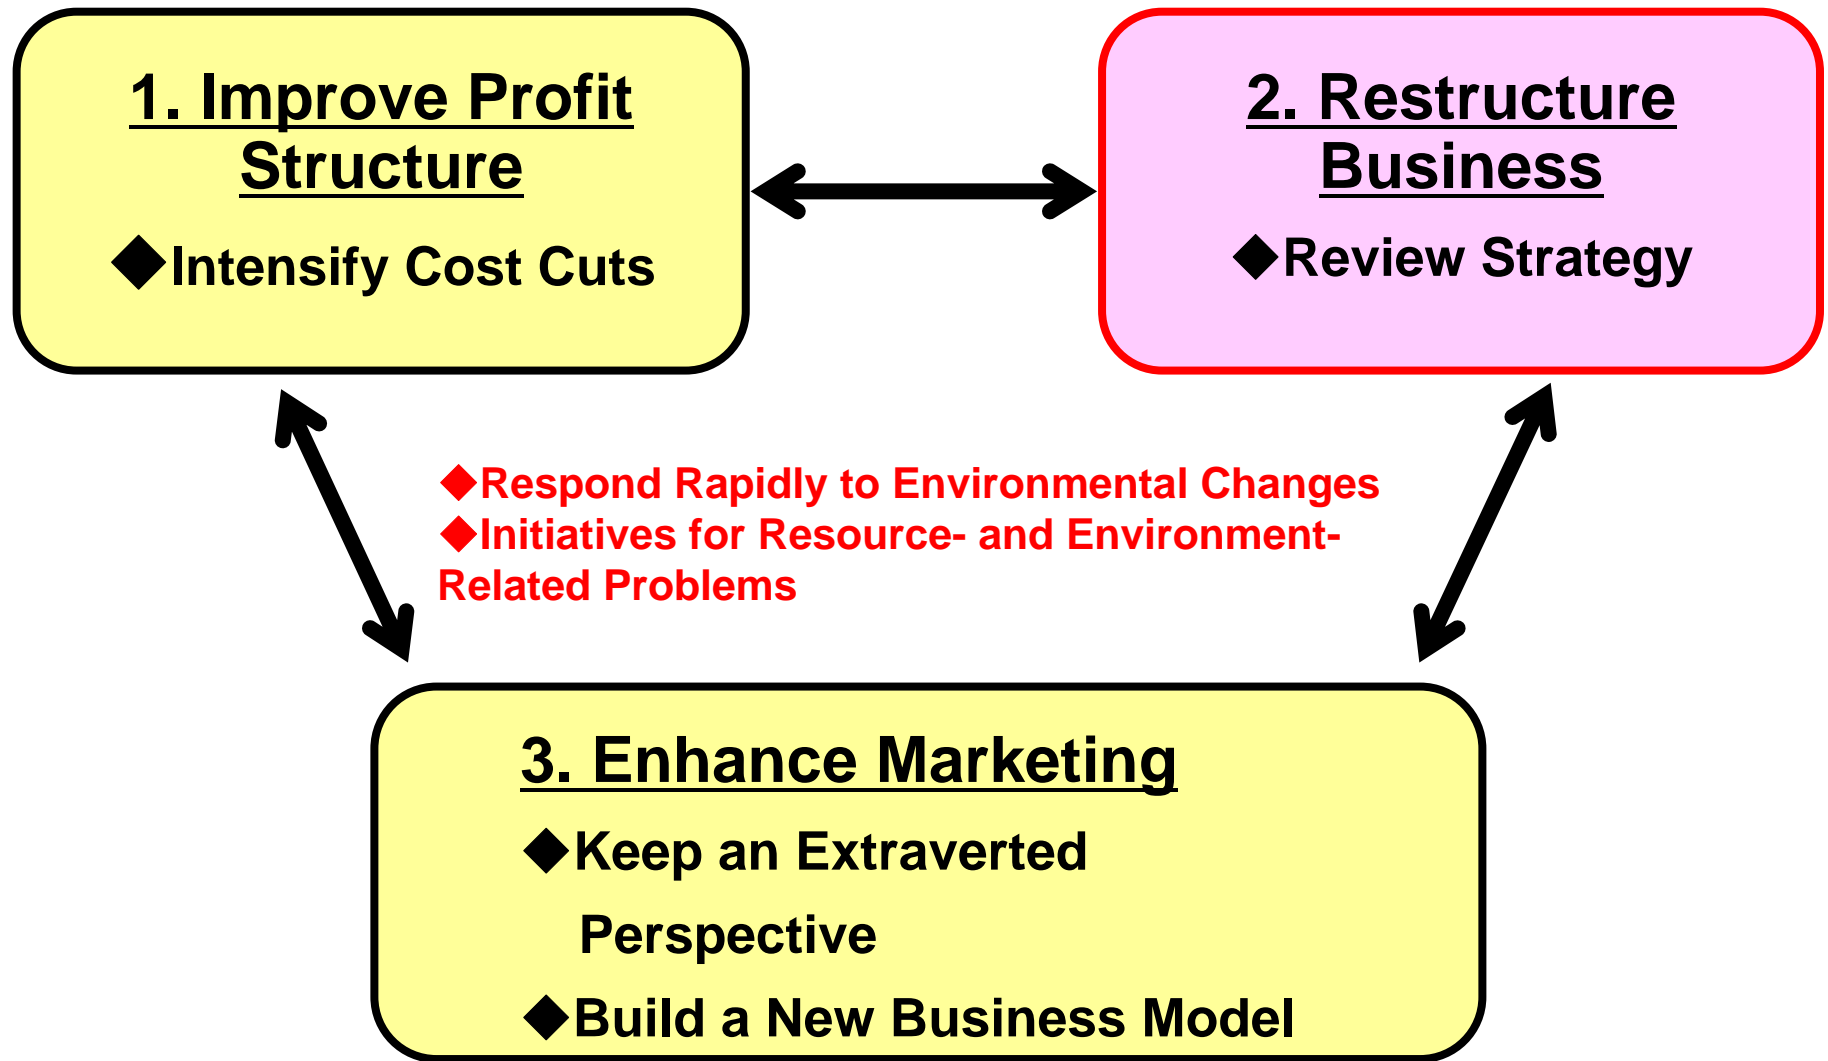 1. Improve Profit
Structure
◆Intensify Cost Cuts
2. Restructure
Business
◆Review Strategy
◆Respond Rapidly to Environmental Changes
◆Initiatives for Resource- and Environment-
Related Problems
3. Enhance Marketing
◆Keep an Extraverted
Perspective
◆Build a New Business Model